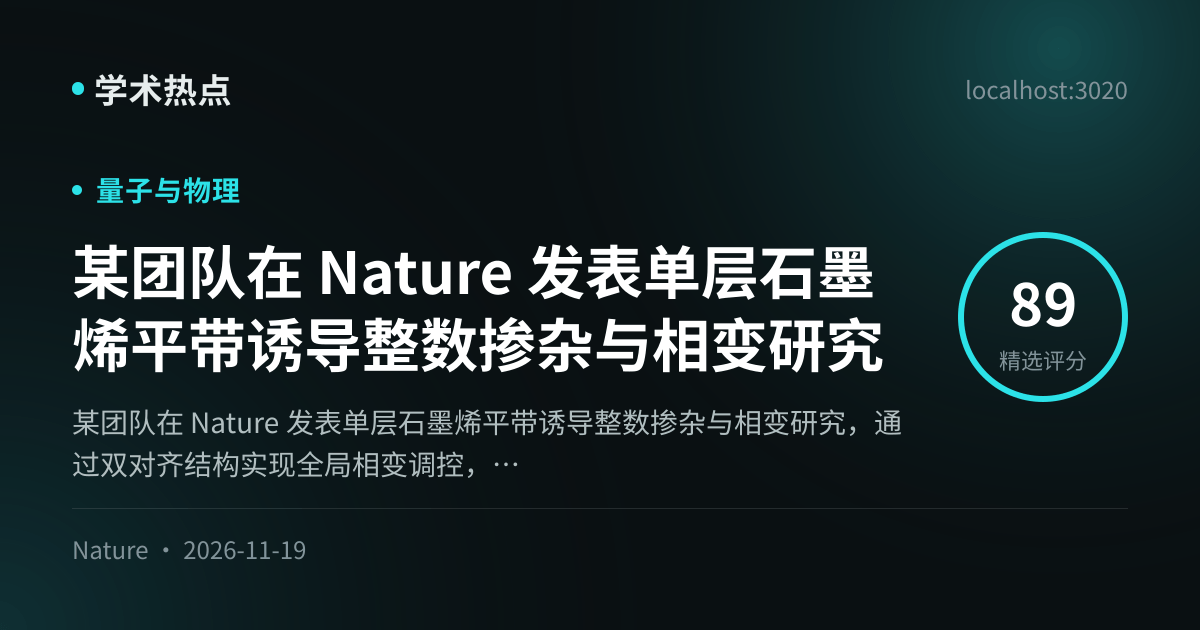 学术热点
localhost:3020
量子与物理
某团队在 Nature 发表单层石墨
烯平带诱导整数掺杂与相变研究
89
精选评分
某团队在 Nature 发表单层石墨烯平带诱导整数掺杂与相变研究，通
过双对齐结构实现全局相变调控，…
Nature · 2026-11-19